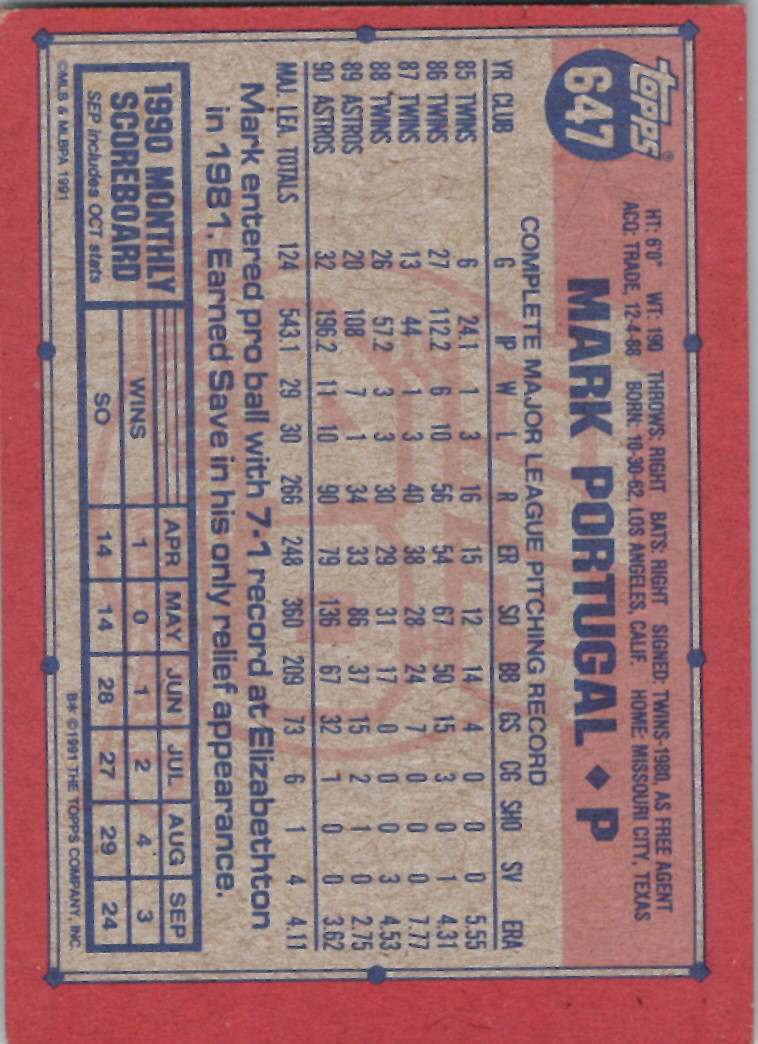 topps®
647
HT: 6'0" WT: 190 THROWS: RIGHT BATS: RIGHT SIGNED: TWINS-1980, AS FREE AGENT
ACQ: TRADE, 12-4-88 BORN: 10-30-62, LOS ANGELES, CALIF. HOME: MISSOURI CITY, TEXAS
MARK PORTUGAL ♦ P
COMPLETE MAJOR LEAGUE PITCHING RECORD
YR CLUB G IP W L R ER SO BB GS CG SHO SV ERA
85 TWINS 6 24.1 1 3 16 15 12 14 4 0 0 0 5.55
86 TWINS 27 112.2 6 10 56 54 67 50 15 3 0 1 4.31
87 TWINS 13 44 1 3 40 38 28 24 7 0 0 0 7.77
88 TWINS 26 57.2 3 3 30 29 31 17 0 0 0 3 4.53
89 ASTROS 20 108 7 1 34 33 86 37 15 2 1 0 2.75
90 ASTROS 32 196.2 11 10 90 79 136 67 32 1 0 0 3.62
MAJ. LEA. TOTALS 124 543.1 29 30 266 248 360 209 73 6 1 4 4.11
Mark entered pro ball with 7-1 record at Elizabethton
in 1981. Earned Save in his only relief appearance.
1990 MONTHLY
SCOREBOARD
SEP includes OCT stats
APR MAY JUN JUL AUG SEP
WINS 1 0 1 2 4 3
SO 14 14 28 27 29 24
©MLB & MLBPA 1991
B* ©1991 THE TOPPS COMPANY, INC.